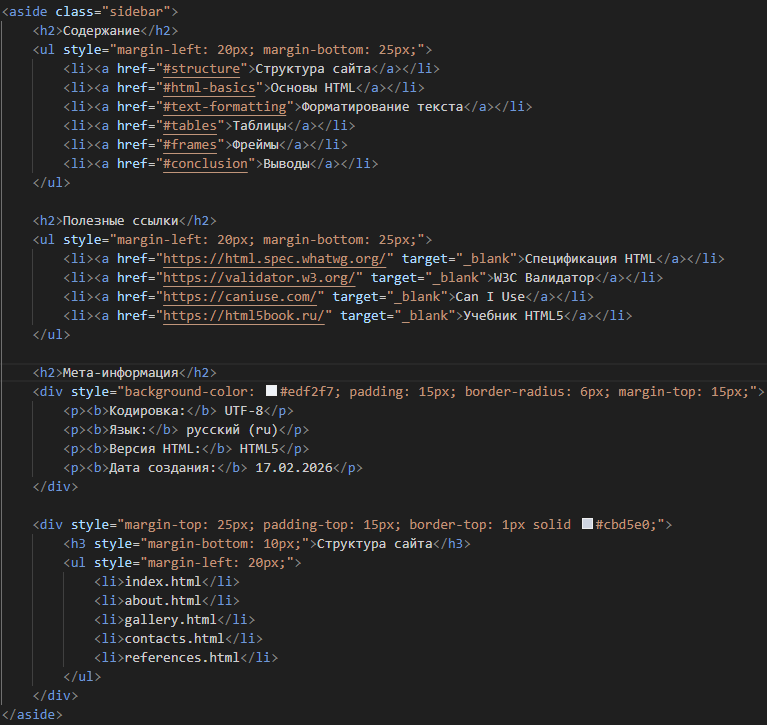 <aside class="sidebar">
<h2>Содержание</h2>
<ul style="margin-left: 20px; margin-bottom: 25px;">
<li><a href="#structure">Структура сайта</a></li>
<li><a href="#html-basics">Основы HTML</a></li>
<li><a href="#text-formatting">Форматирование текста</a></li>
<li><a href="#tables">Таблицы</a></li>
<li><a href="#frames">Фреймы</a></li>
<li><a href="#conclusion">Выводы</a></li>
</ul>
<h2>Полезные ссылки</h2>
<ul style="margin-left: 20px; margin-bottom: 25px;">
<li><a href="https://html.spec.whatwg.org/" target="_blank">Спецификация HTML</a></li>
<li><a href="https://validator.w3.org/" target="_blank">W3C Валидатор</a></li>
<li><a href="https://caniuse.com/" target="_blank">Can I Use</a></li>
<li><a href="https://html5book.ru/" target="_blank">Учебник HTML5</a></li>
</ul>
<h2>Мета-информация</h2>
<div style="background-color: #edf2f7; padding: 15px; border-radius: 6px; margin-top: 15px;">
<p><b>Кодировка:</b> UTF-8</p>
<p><b>Язык:</b> русский (ru)</p>
<p><b>Версия HTML:</b> HTML5</p>
<p><b>Дата создания:</b> 17.02.2026</p>
</div>
<div style="margin-top: 25px; padding-top: 15px; border-top: 1px solid #cbd5e0;">
<h3 style="margin-bottom: 10px;">Структура сайта</h3>
<ul style="margin-left: 20px;">
<li>index.html</li>
<li>about.html</li>
<li>gallery.html</li>
<li>contacts.html</li>
<li>references.html</li>
</ul>
</div>
</aside>